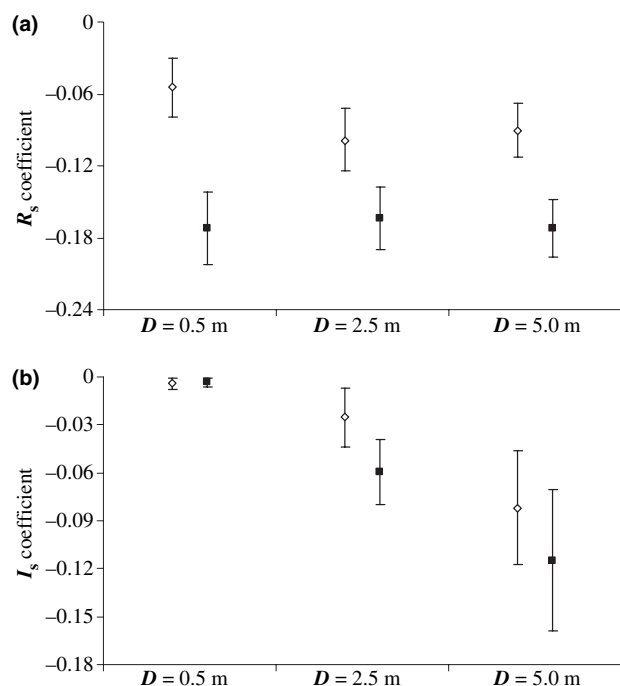 (a)
0
–0.06
–0.12
–0.18
–0.24
Rs coefficient
D = 0.5 m D = 2.5 m D = 5.0 m
(b)
0
–0.03
–0.06
–0.09
–0.12
–0.15
–0.18
Is coefficient
D = 0.5 m D = 2.5 m D = 5.0 m